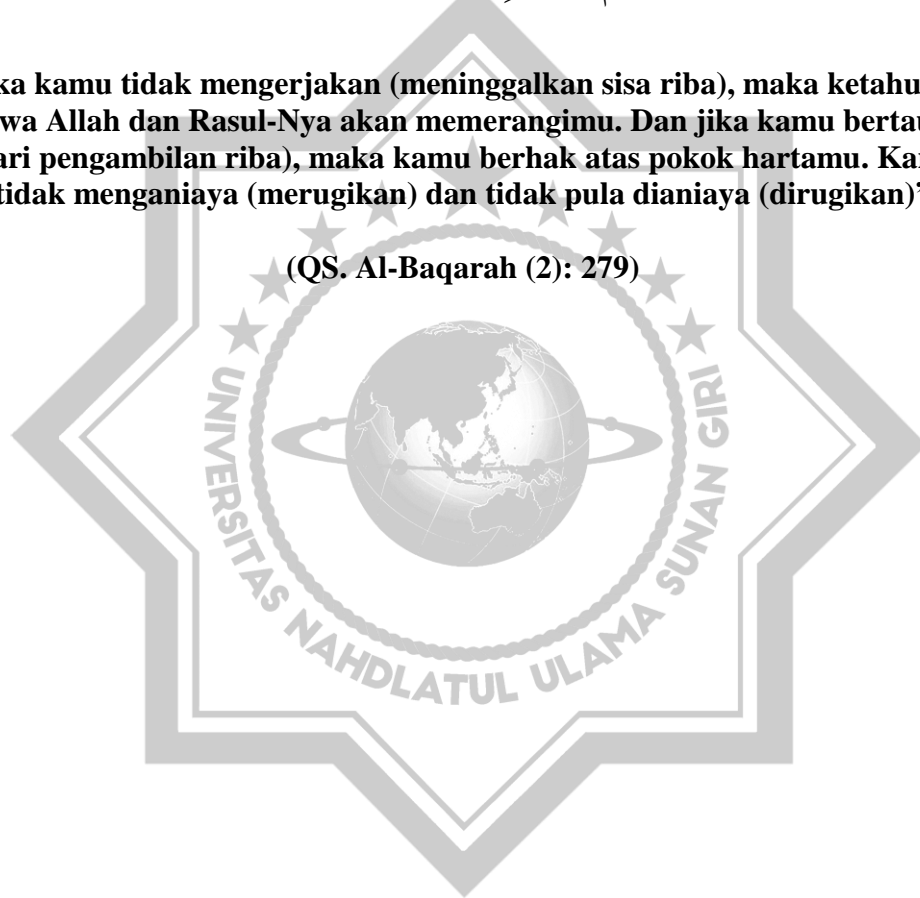 ka kamu tidak mengerjakan (meninggalkan sisa riba), maka ketahu
wa Allah dan Rasul-Nya akan memerangimu. Dan jika kamu bertau
ari pengambilan riba), maka kamu berhak atas pokok hartamu. Ka
tidak menganiaya (merugikan) dan tidak pula dianiaya (dirugikan)”
(QS. Al-Baqarah (2): 279)
UNIVERSITAS NAHDLATUL ULAMA SUNAN GIRI